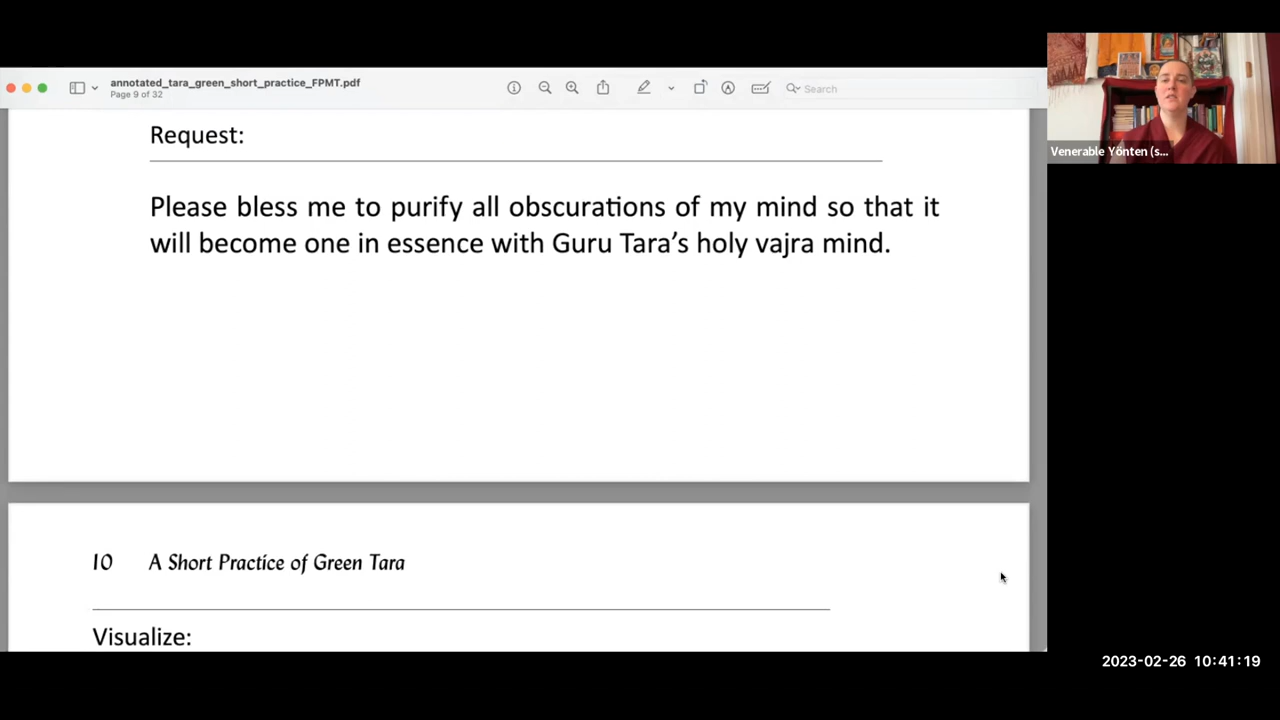 annotated_tara_green_short_practice_FPMT.pdf
Page 9 of 32
Search
Request:
Please bless me to purify all obscurations of my mind so that it
will become one in essence with Guru Tara's holy vajra mind.
10 A Short Practice of Green Tara
Visualize:
Venerable Yönten (s...
2023-02-26 10:41:19